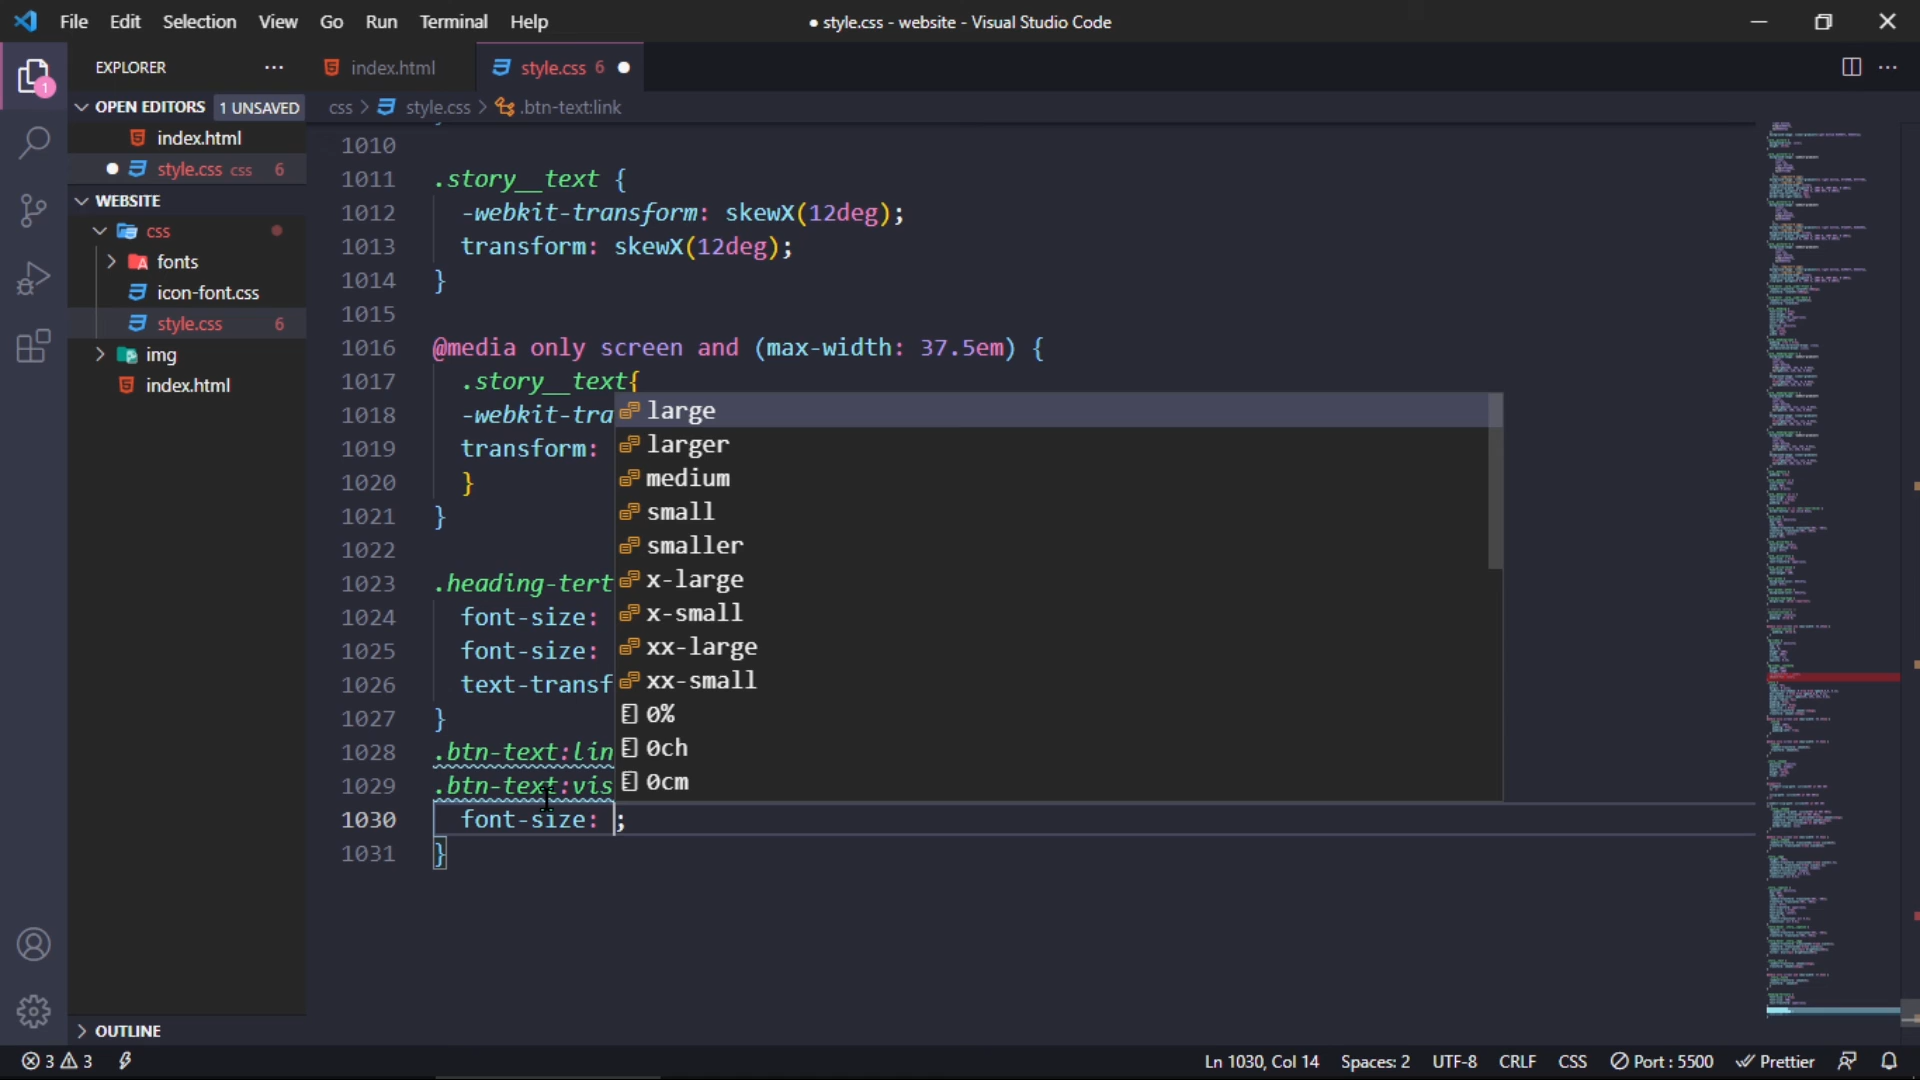 File Edit Selection View Go Run Terminal Help
● style.css - website - Visual Studio Code
EXPLORER ···
index.html
style.css 6 ●
OPEN EDITORS 1 UNSAVED
index.html
● style.css css 6
WEBSITE
css
fonts
icon-font.css
style.css 6
img
index.html
OUTLINE
1
css > style.css > .btn-text:link
1010
1011 .story__text {
1012 -webkit-transform: skewX(12deg);
1013 transform: skewX(12deg);
1014 }
1015
1016 @media only screen and (max-width: 37.5em) {
1017 .story__text{
1018 -webkit-tra
1019 transform:
1020 }
1021 }
1022
1023 .heading-tert
1024 font-size:
1025 font-size:
1026 text-transf
1027 }
1028 .btn-text:lin
1029 .btn-text:vis
1030 font-size: ;
1031 }
large
larger
medium
small
smaller
x-large
x-small
xx-large
xx-small
0%
0ch
0cm
3 3
Ln 1030, Col 14 Spaces: 2 UTF-8 CRLF CSS Port : 5500 Prettier